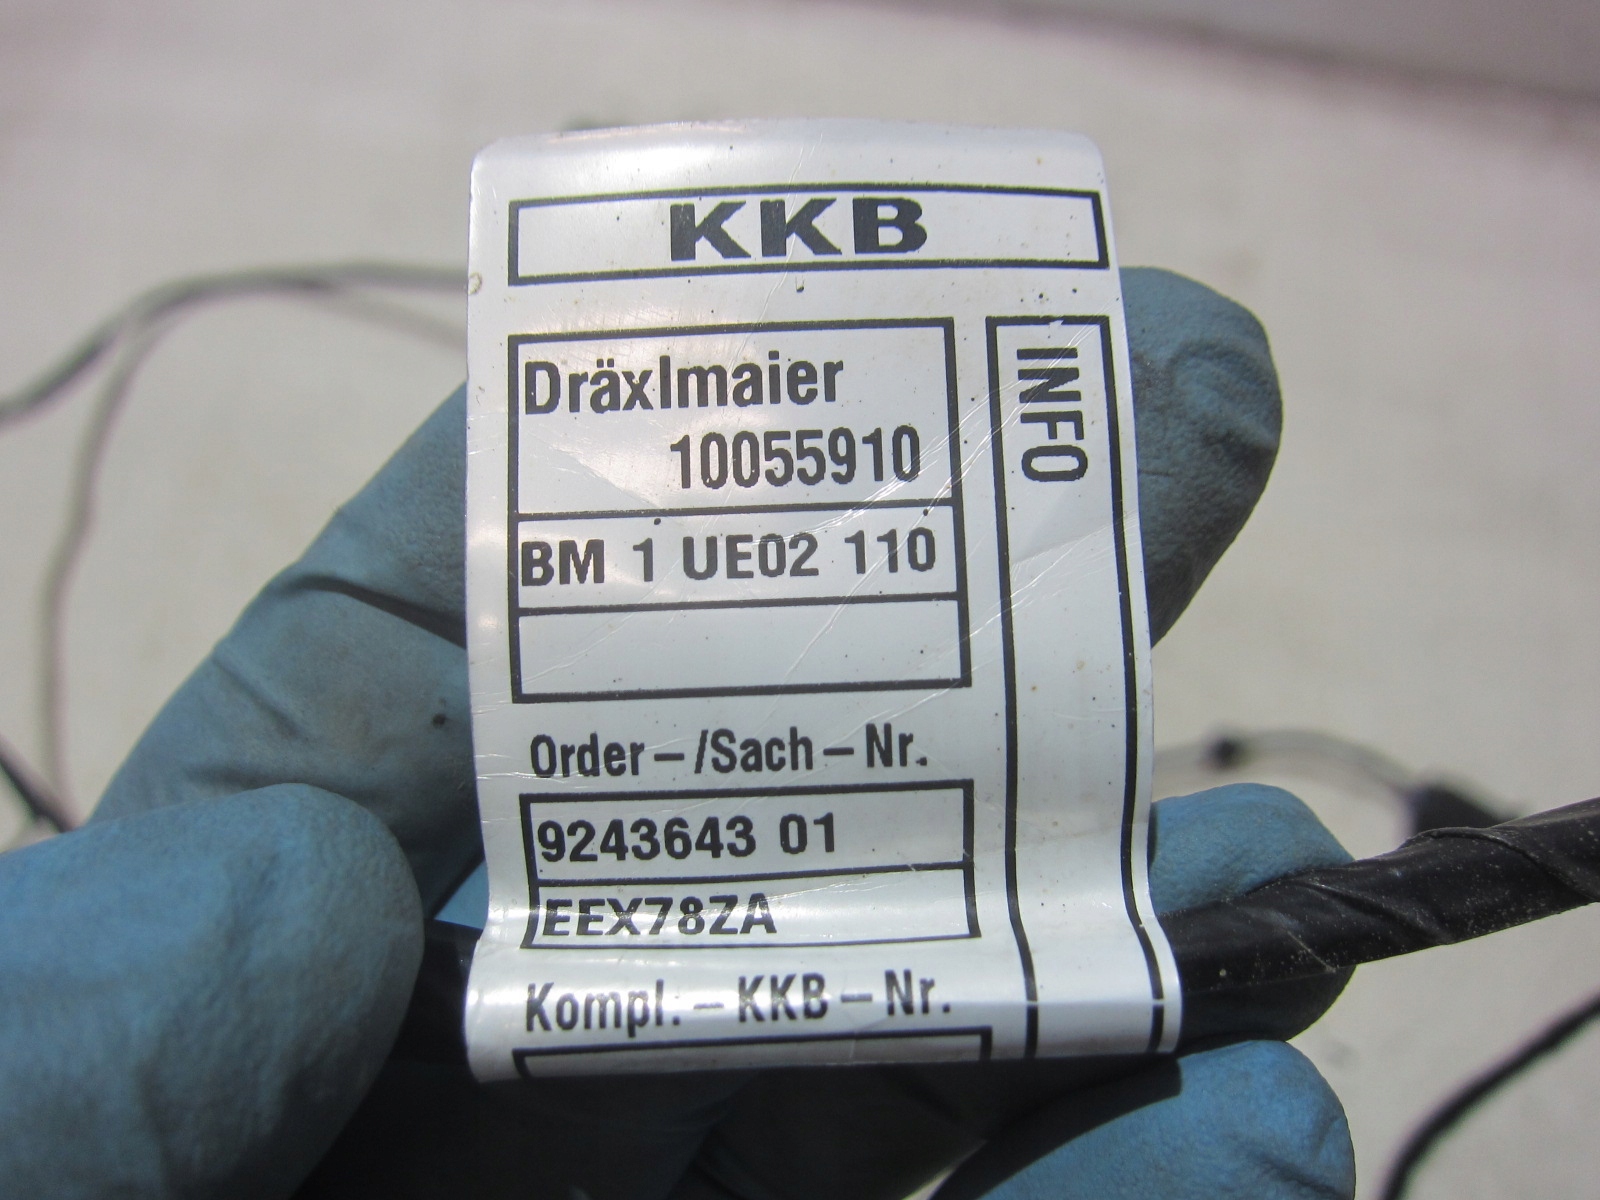 KKB
Dräxlmaier
10055910
BM 1 UE02 110
INFO
Order-/Sach-Nr.
9243643 01
EEX78ZA
Kompl.-KKB-Nr.